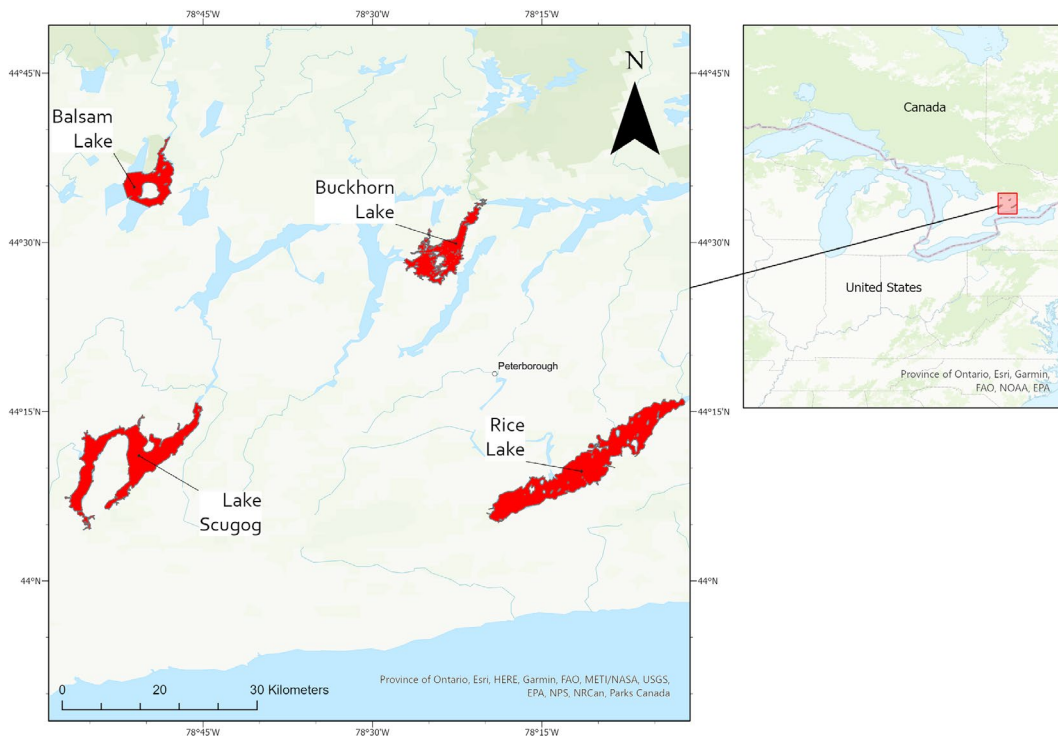 78°45'W 78°30'W 78°15'W
44°45'N
44°45'N
N
Balsam
Lake
Buckhorn
Lake
44°30'N
44°30'N
Peterborough
44°15'N
44°15'N
Rice
Lake
Lake
Scugog
44°N
44°N
0 20 30 Kilometers
Province of Ontario, Esri, HERE, Garmin, FAO, METI/NASA, USGS,
EPA, NPS, NRCan, Parks Canada
78°45'W 78°30'W 78°15'W
Canada
United States
Province of Ontario, Esri, Garmin,
FAO, NOAA, EPA